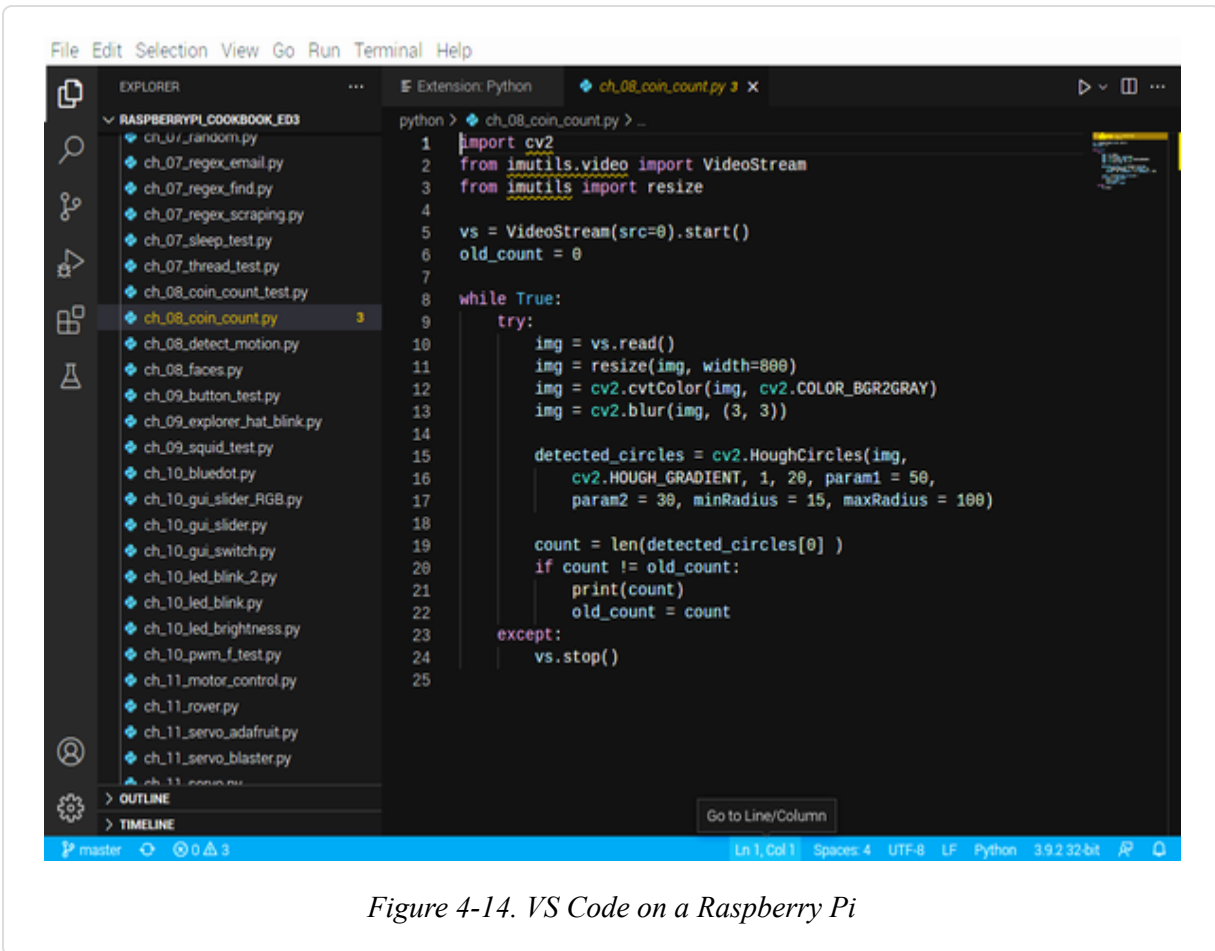 File Edit Selection View Go Run Terminal Help
EXPLORER ...
RASPBERRYPI_COOKBOOK_ED3
ch_07_random.py
ch_07_regex_email.py
ch_07_regex_find.py
ch_07_regex_scraping.py
ch_07_sleep_test.py
ch_07_thread_test.py
ch_08_coin_count_test.py
ch_08_coin_count.py 3
ch_08_detect_motion.py
ch_08_faces.py
ch_09_button_test.py
ch_09_explorer_hat_blink.py
ch_09_squid_test.py
ch_10_bluedot.py
ch_10_gui_slider_RGB.py
ch_10_gui_slider.py
ch_10_gui_switch.py
ch_10_led_blink_2.py
ch_10_led_blink.py
ch_10_led_brightness.py
ch_10_pwm_f_test.py
ch_11_motor_control.py
ch_11_rover.py
ch_11_servo_adafruit.py
ch_11_servo_blaster.py
ch_11_servo.py
> OUTLINE
> TIMELINE
Extension: Python ch_08_coin_count.py 3 ×
python > ch_08_coin_count.py > ...
1 import cv2
2 from imutils.video import VideoStream
3 from imutils import resize
4
5 vs = VideoStream(src=0).start()
6 old_count = 0
7
8 while True:
9 try:
10 img = vs.read()
11 img = resize(img, width=800)
12 img = cv2.cvtColor(img, cv2.COLOR_BGR2GRAY)
13 img = cv2.blur(img, (3, 3))
14
15 detected_circles = cv2.HoughCircles(img,
16 cv2.HOUGH_GRADIENT, 1, 20, param1 = 50,
17 param2 = 30, minRadius = 15, maxRadius = 100)
18
19 count = len(detected_circles[0] )
20 if count != old_count:
21 print(count)
22 old_count = count
23 except:
24 vs.stop()
25
Go to Line/Column
master 0 3 Ln 1, Col 1 Spaces: 4 UTF-8 LF Python 3.9.2 32-bit
Figure 4-14. VS Code on a Raspberry Pi